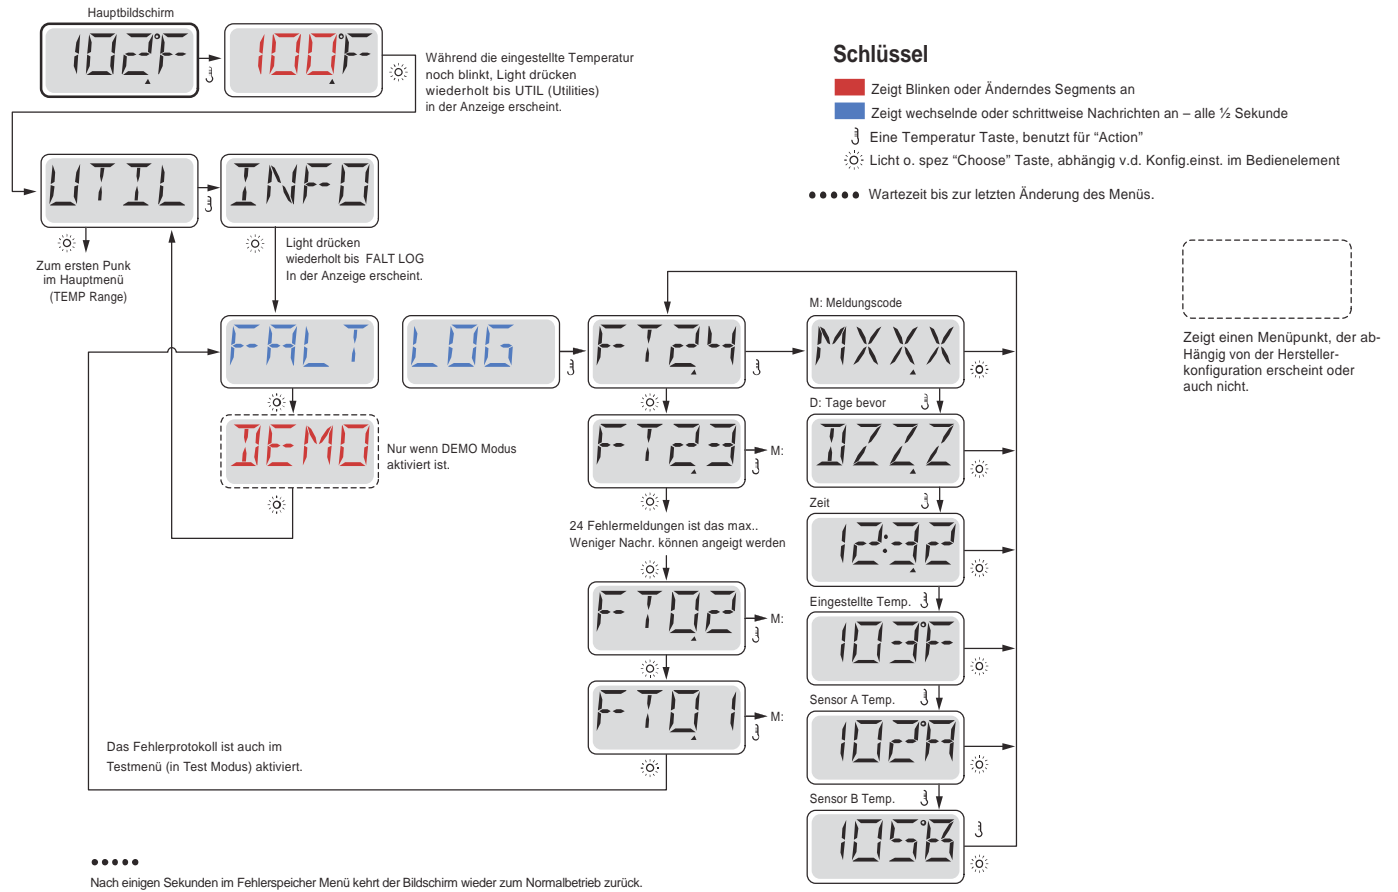 Hauptbildschirm
102°F
100°F
Während die eingestellte Temperatur
noch blinkt, Light drücken
wiederholt bis UTIL (Utilities)
in der Anzeige erscheint.
Schlüssel
Zeigt Blinken oder Änderndes Segments an
Zeigt wechselnde oder schrittweise Nachrichten an – alle ½ Sekunde
Eine Temperatur Taste, benutzt für “Action”
Licht o. spez “Choose” Taste, abhängig v.d. Konfig.einst. im Bedienelement
Wartezeit bis zur letzten Änderung des Menüs.
UTIL
INFO
Zum ersten Punk
im Hauptmenü
(TEMP Range)
Light drücken
wiederholt bis FALT LOG
In der Anzeige erscheint.
Zeigt einen Menüpunkt, der ab-
Hängig von der Hersteller-
konfiguration erscheint oder
auch nicht.
FALT
LOG
FT24
M: Meldungscode
MXXX
DEMO
Nur wenn DEMO Modus
aktiviert ist.
FT23
M:
D: Tage bevor
DZZZ
24 Fehlermeldungen ist das max..
Weniger Nachr. können angeigt werden
Zeit
12:32
FT02
M:
Eingestellte Temp.
103°F
FT01
M:
Sensor A Temp.
102°A
Das Fehlerprotokoll ist auch im
Testmenü (in Test Modus) aktiviert.
Sensor B Temp.
105°B
Nach einigen Sekunden im Fehlerspeicher Menü kehrt der Bildschirm wieder zum Normalbetrieb zurück.